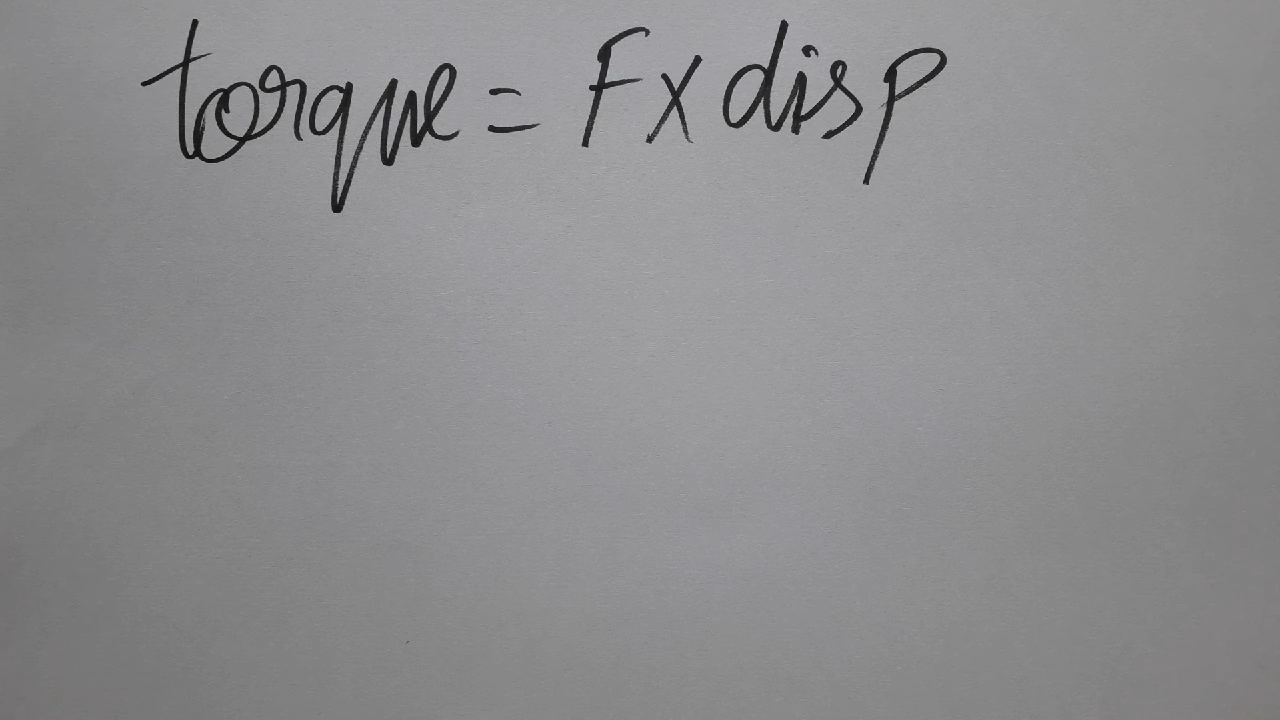 torque = F x disp